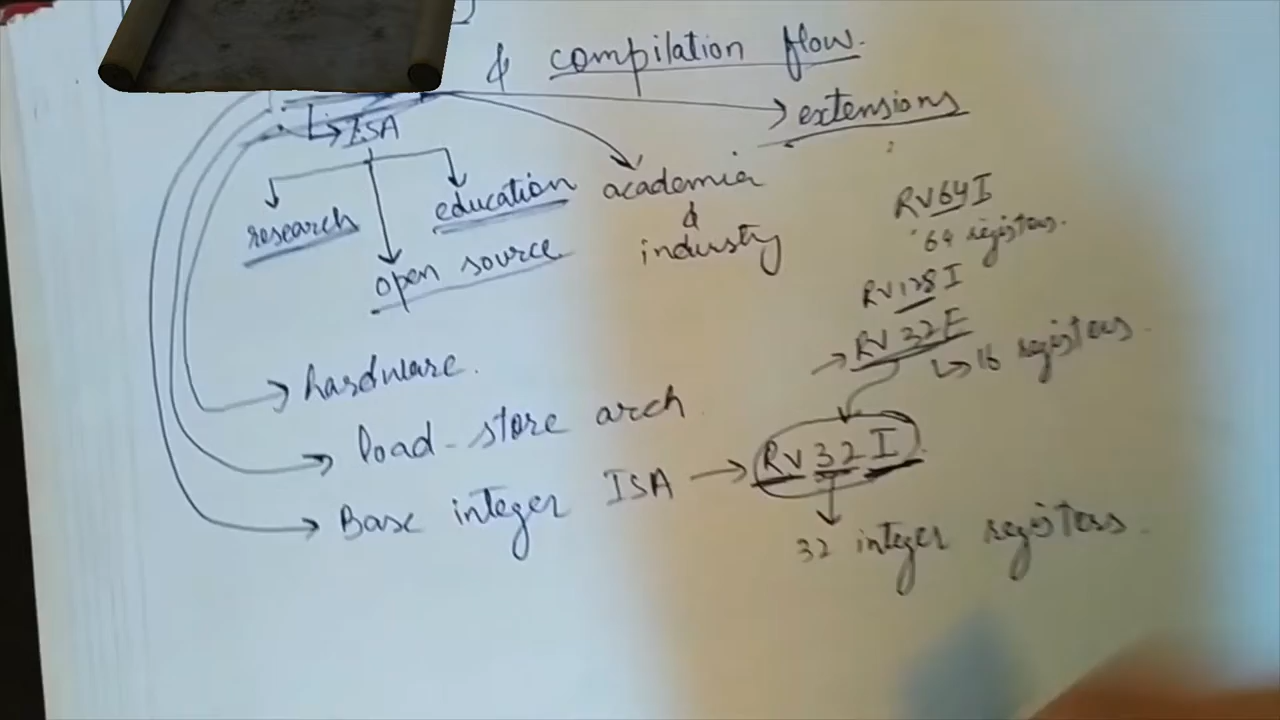 & compilation flow.
extensions
ISA
research
education
open source
academia
&
industry
RV64I
64 registers.
RV128I
RV32E
16 registers
hardware.
load-store arch
Base integer ISA
RV32I
32 integer registers.